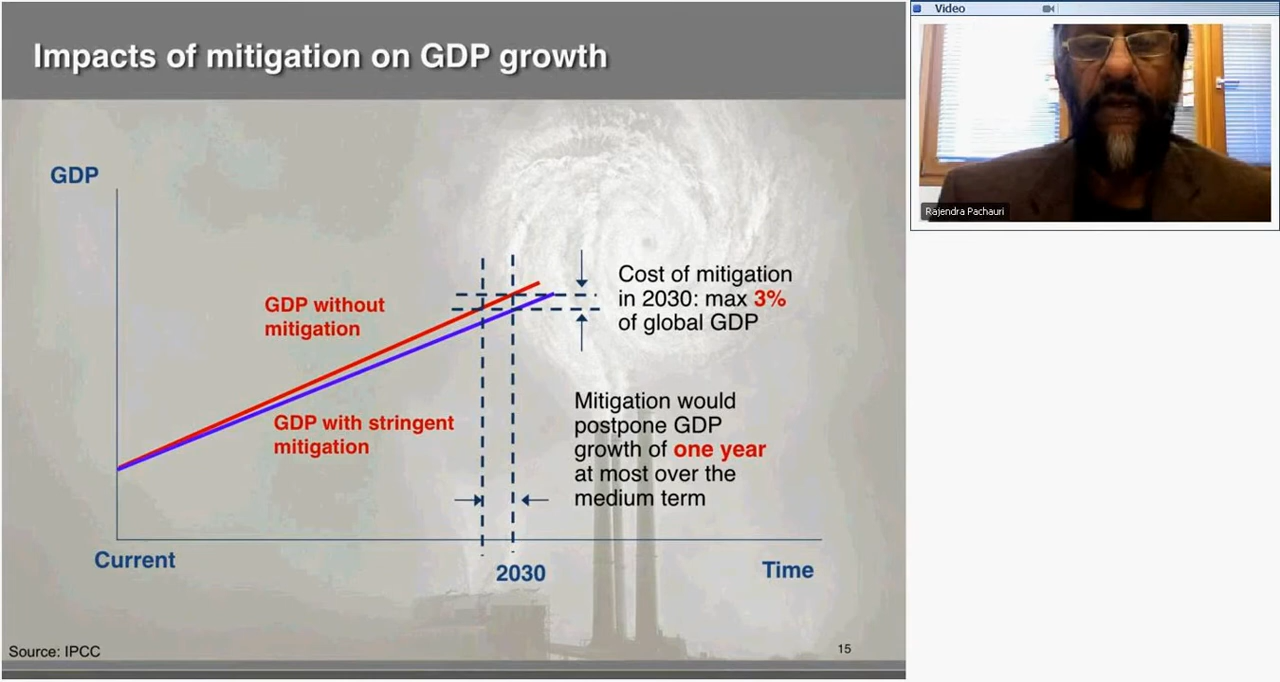 Impacts of mitigation on GDP growth
GDP
GDP without
mitigation
GDP with stringent
mitigation
Cost of mitigation
in 2030: max 3%
of global GDP
Mitigation would
postpone GDP
growth of one year
at most over the
medium term
Current
2030
Time
Source: IPCC
15
Video
Rajendra Pachauri